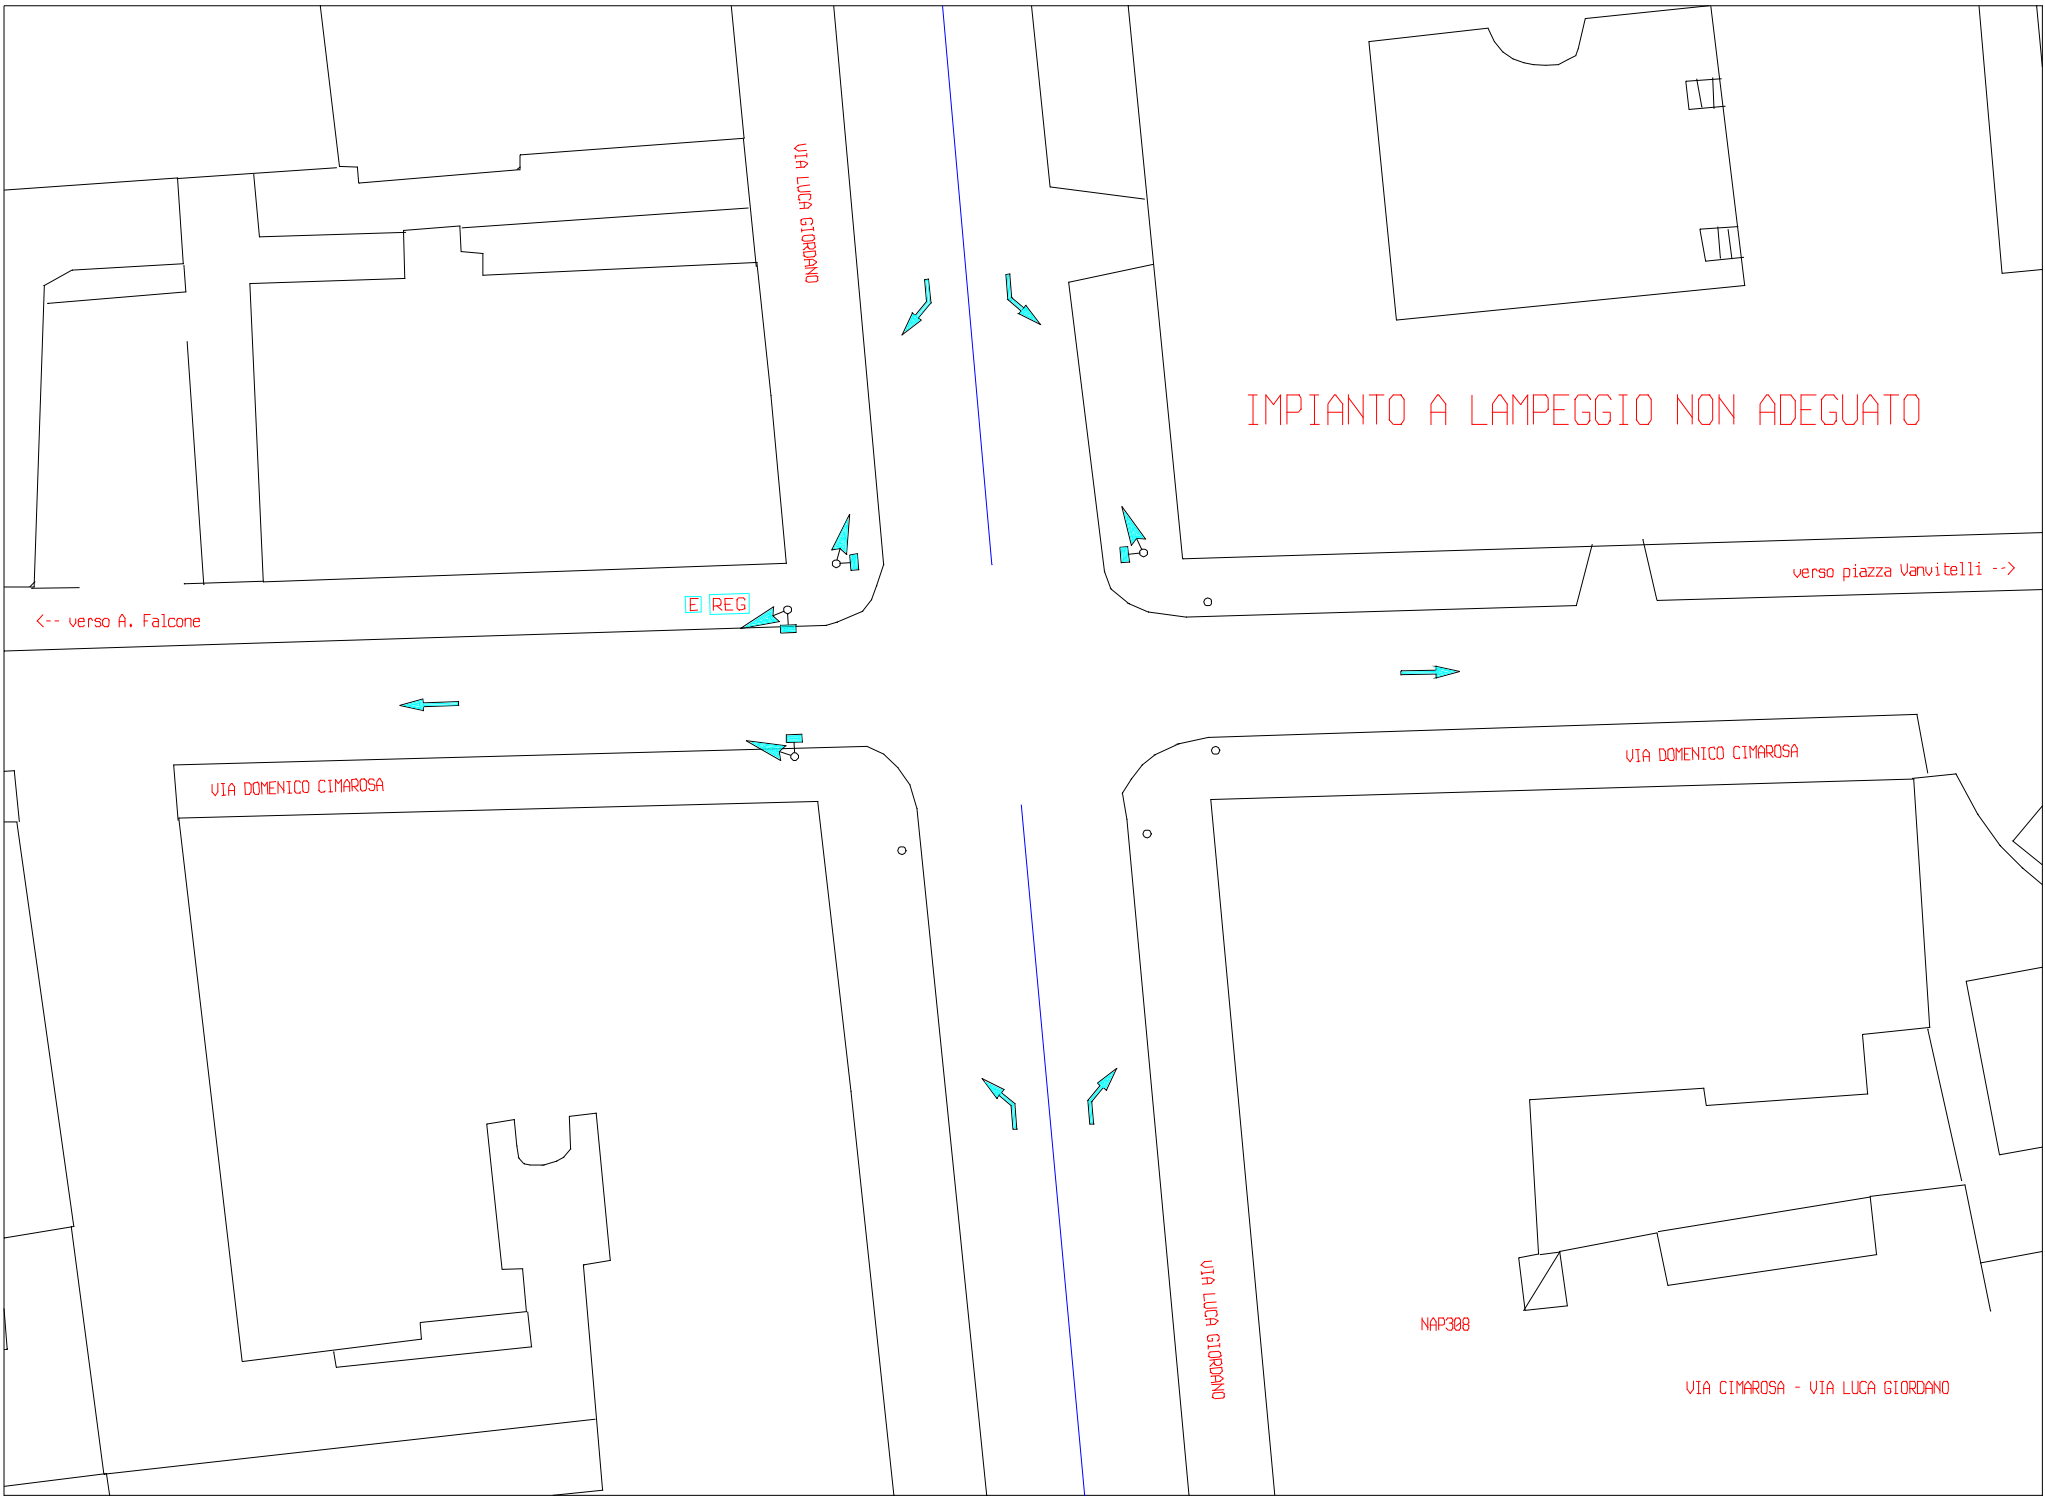 VIA LUCA GIORDANO
IMPIANTO A LAMPEGGIO NON ADEGUATO
verso piazza Vanvitelli -->
E REG
<-- verso A. Falcone
VIA DOMENICO CIMAROSA
VIA DOMENICO CIMAROSA
VIA LUCA GIORDANO
NAP308
VIA CIMAROSA - VIA LUCA GIORDANO